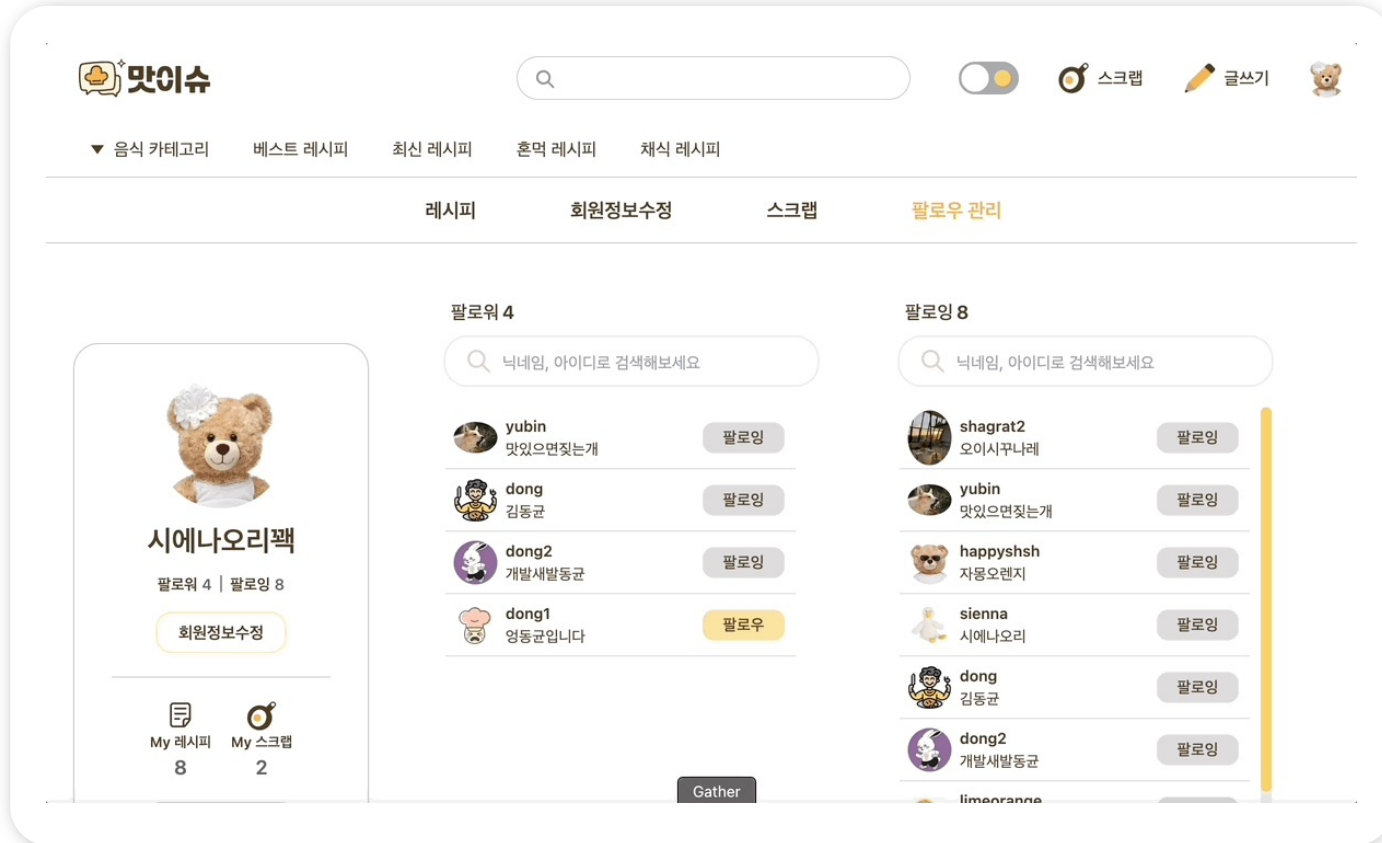 맛이슈
스크랩
글쓰기
▼ 음식 카테고리
베스트 레시피
최신 레시피
혼먹 레시피
채식 레시피
레시피
회원정보수정
스크랩
팔로우 관리
시에나오리꽥
팔로워 4 | 팔로잉 8
회원정보수정
My 레시피
8
My 스크랩
2
팔로워 4
닉네임, 아이디로 검색해보세요
yubin
맛있으면짖는개
팔로잉
dong
김동균
팔로잉
dong2
개발새발동균
팔로잉
dong1
엉동균입니다
팔로우
팔로잉 8
닉네임, 아이디로 검색해보세요
shagrat2
오이시꾸나레
팔로잉
yubin
맛있으면짖는개
팔로잉
happyshsh
자몽오렌지
팔로잉
sienna
시에나오리
팔로잉
dong
김동균
팔로잉
dong2
개발새발동균
팔로잉
limeorange
Gather